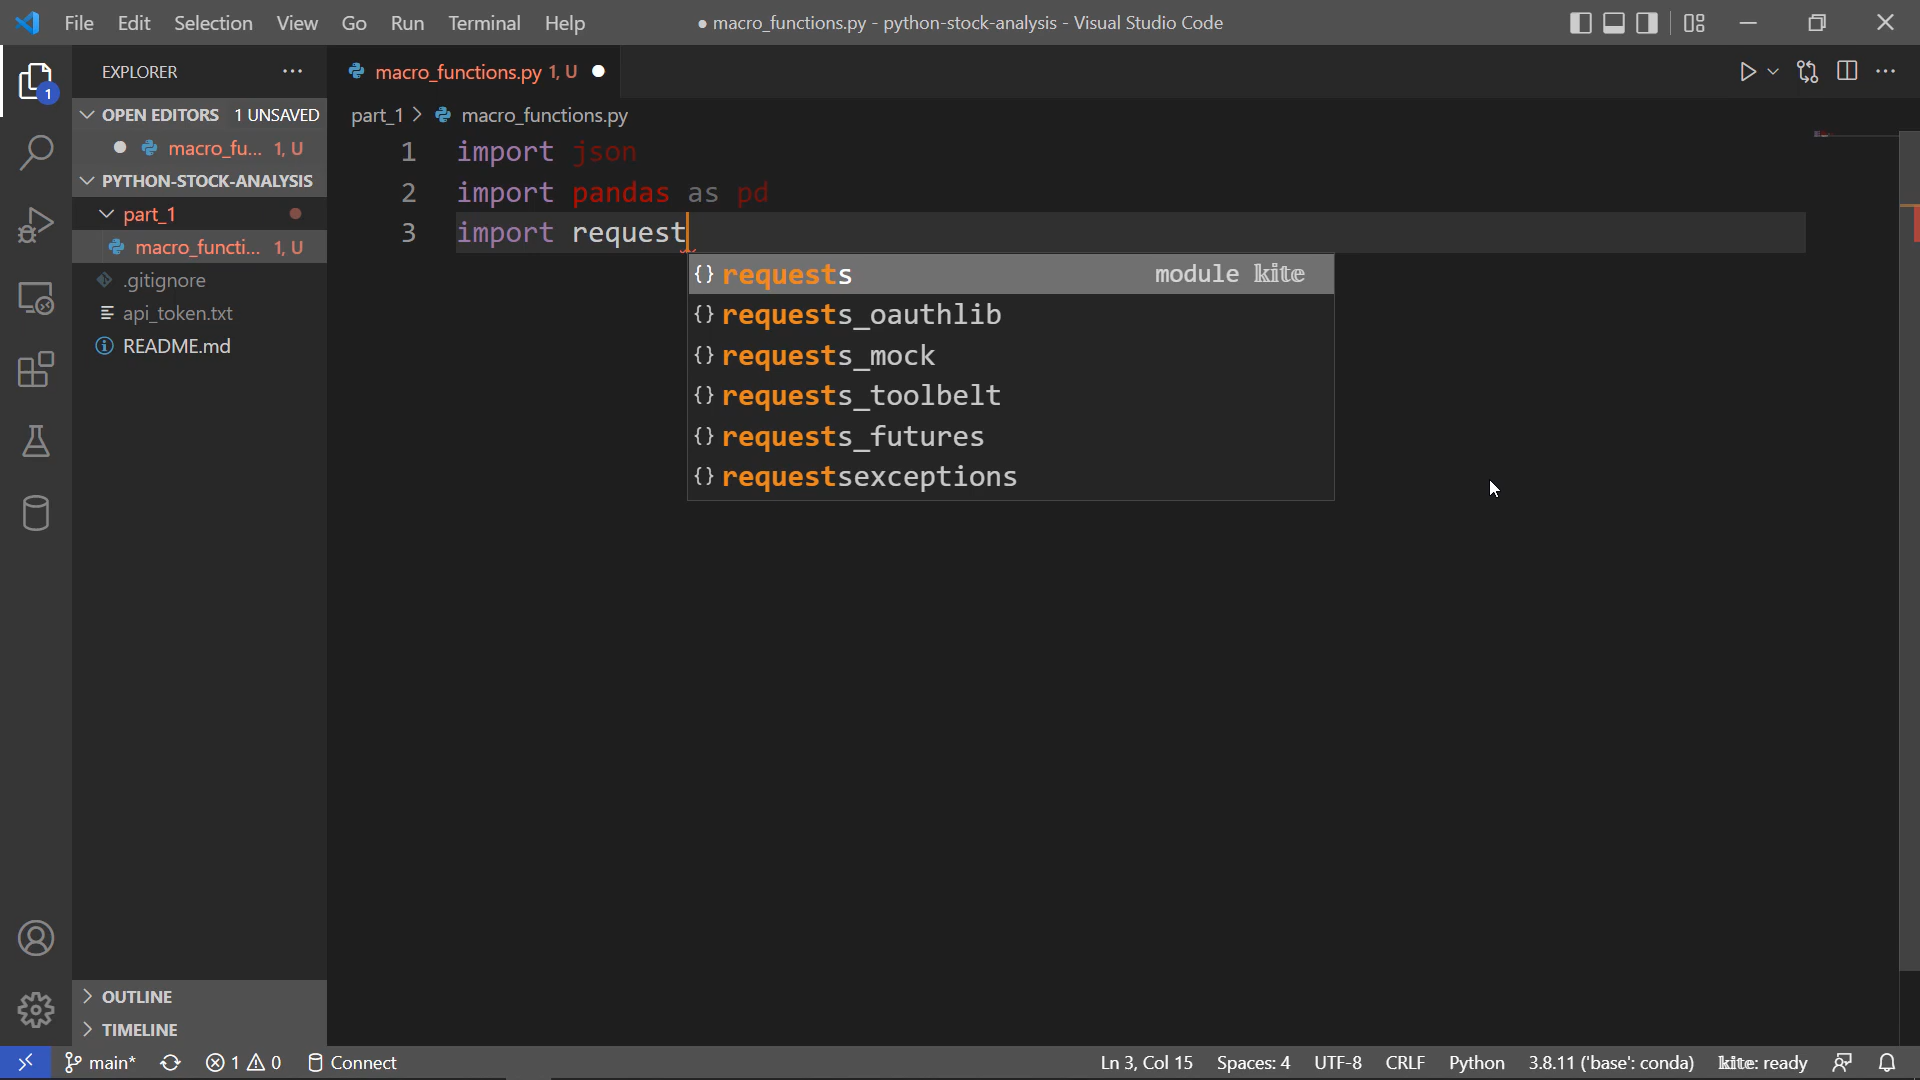 File Edit Selection View Go Run Terminal Help
● macro_functions.py - python-stock-analysis - Visual Studio Code
EXPLORER
1
OPEN EDITORS 1 UNSAVED
macro_fu... 1, U
PYTHON-STOCK-ANALYSIS
part_1
macro_functi... 1, U
.gitignore
api_token.txt
README.md
OUTLINE
TIMELINE
macro_functions.py 1, U
part_1 > macro_functions.py
1 import json
2 import pandas as pd
3 import request
{} requests module kite
{} requests_oauthlib
{} requests_mock
{} requests_toolbelt
{} requests_futures
{} requestsexceptions
main* 1 0 Connect
Ln 3, Col 15 Spaces: 4 UTF-8 CRLF Python 3.8.11 ('base': conda) kite: ready